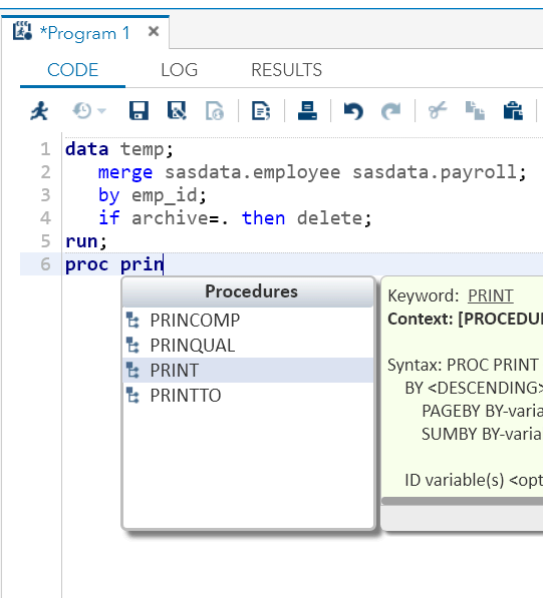 *Program 1 ×
CODE LOG RESULTS
1 data temp;
2 merge sasdata.employee sasdata.payroll;
3 by emp_id;
4 if archive=. then delete;
5 run;
6 proc prin
Procedures
PRINCOMP
PRINQUAL
PRINT
PRINTTO
Keyword: PRINT
Context: [PROCEDU
Syntax: PROC PRINT
BY <DESCENDING>
PAGEBY BY-varia
SUMBY BY-varia
ID variable(s) <opt